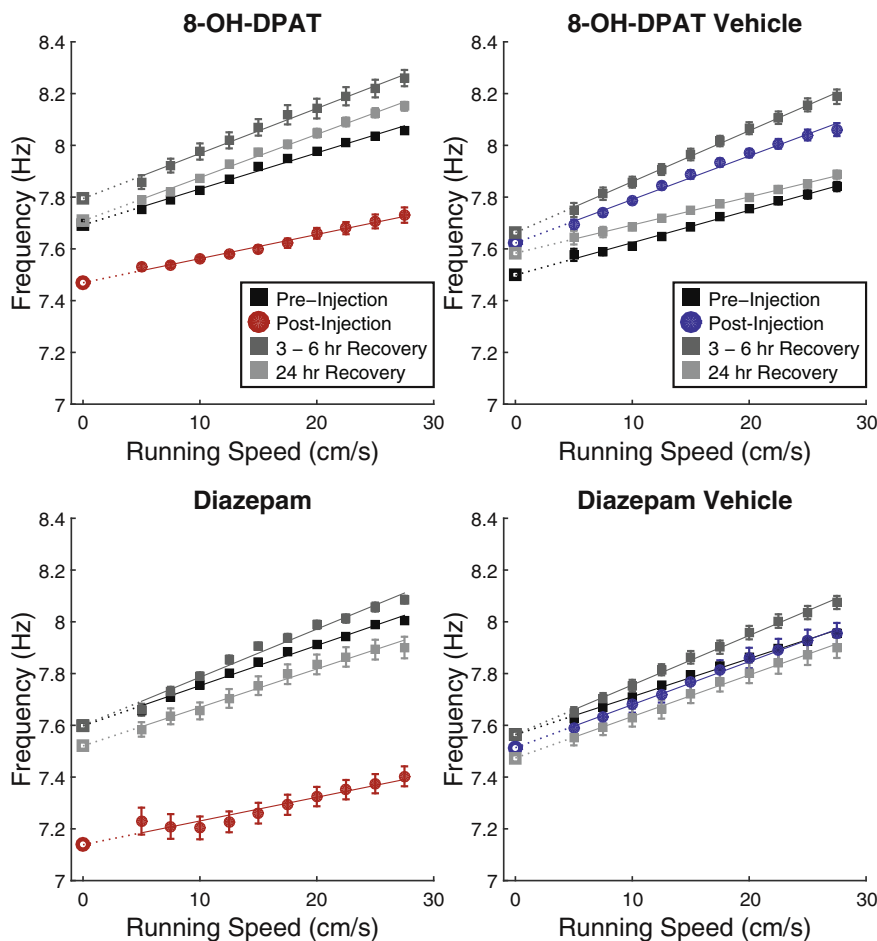 8-OH-DPAT
8-OH-DPAT Vehicle
8.4
8.2
8
7.8
7.6
7.4
7.2
7
Frequency (Hz)
Pre−Injection
Post−Injection
3 − 6 hr Recovery
24 hr Recovery
0
10
20
30
Running Speed (cm/s)
8.4
8.2
8
7.8
7.6
7.4
7.2
7
Frequency (Hz)
Pre−Injection
Post−Injection
3 − 6 hr Recovery
24 hr Recovery
0
10
20
30
Running Speed (cm/s)
Diazepam
Diazepam Vehicle
8.4
8.2
8
7.8
7.6
7.4
7.2
7
Frequency (Hz)
0
10
20
30
Running Speed (cm/s)
8.4
8.2
8
7.8
7.6
7.4
7.2
7
Frequency (Hz)
0
10
20
30
Running Speed (cm/s)